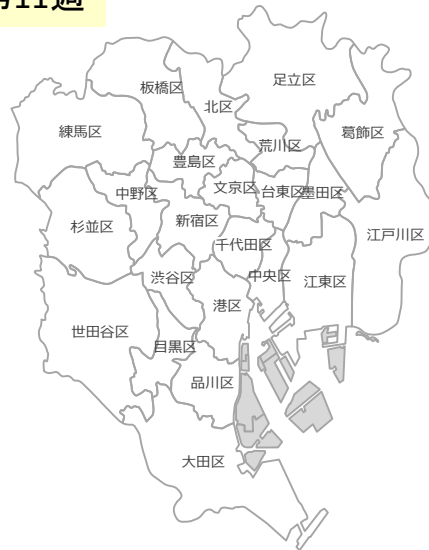 11週
足立区
板橋区
北区
練馬区
荒川区
葛飾区
豊島区
文京区
台東区
墨田区
中野区
新宿区
杉並区
江戸川区
千代田区
中央区
江東区
渋谷区
港区
世田谷区
目黒区
品川区
大田区